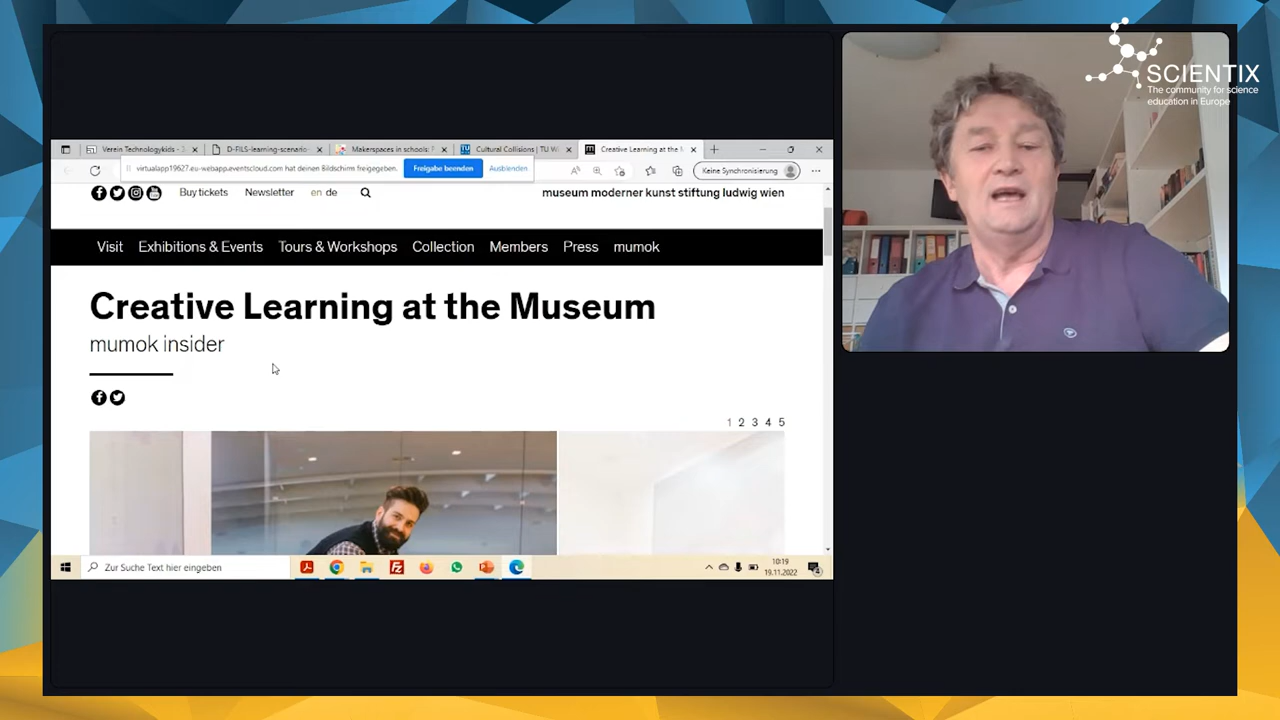 SCIENTIX
The community for science
education in Europe
Verein Technologykids - S
D-FILS-learning-scenario-
Makerspaces in schools: F
Cultural Collisions | TU W
Creative Learning at the M
virtualapp19627.eu-webapp.eventscloud.com hat deinen Bildschirm freigegeben.
Freigabe beenden
Ausblenden
Keine Synchronisierung
Buy tickets
Newsletter
en de
museum moderner kunst stiftung ludwig wien
Visit Exhibitions & Events Tours & Workshops Collection Members Press mumok
Creative Learning at the Museum
mumok insider
1 2 3 4 5
Zur Suche Text hier eingeben
10:19
19.11.2022